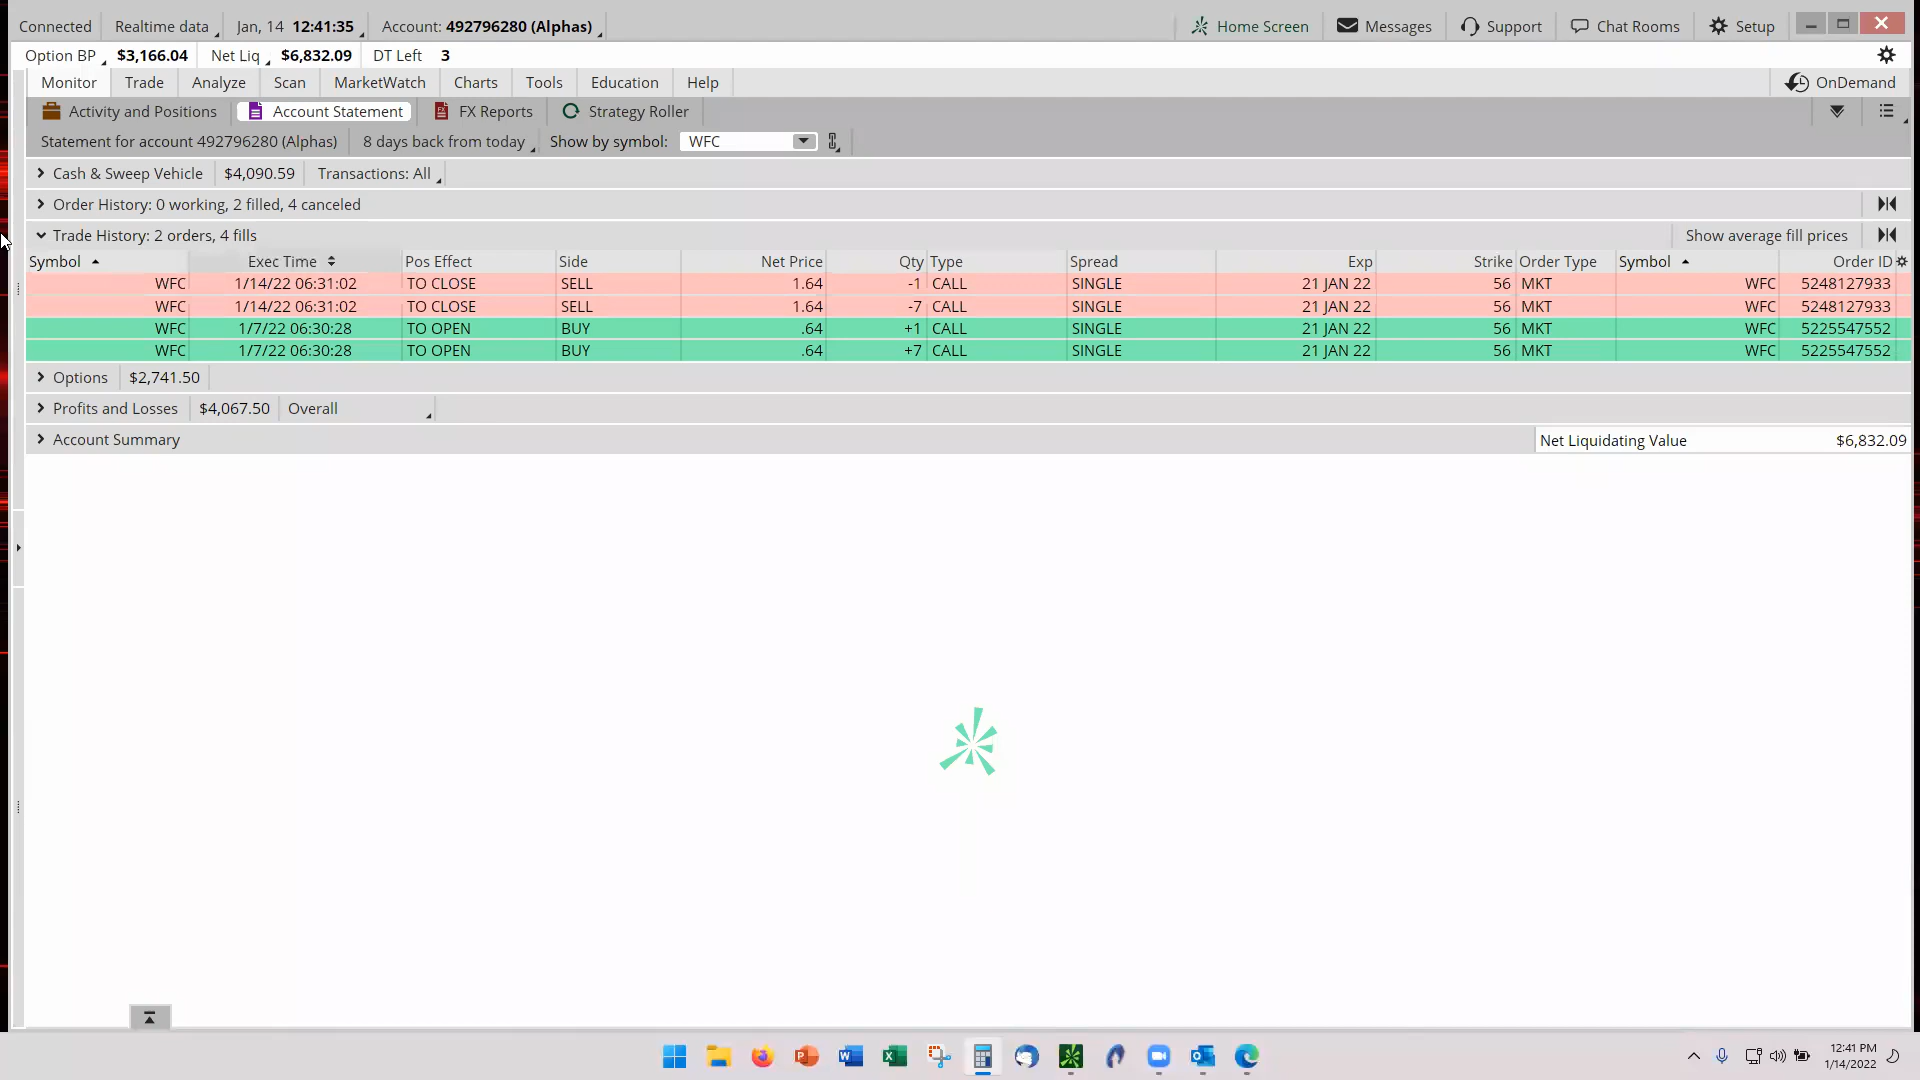 Connected Realtime data Jan, 14 12:41:35 Account: 492796280 (Alphas) Home Screen Messages Support Chat Rooms Setup
Option BP $3,166.04 Net Liq $6,832.09 DT Left 3
Monitor Trade Analyze Scan MarketWatch Charts Tools Education Help OnDemand
Activity and Positions Account Statement FX Reports Strategy Roller
Statement for account 492796280 (Alphas) 8 days back from today Show by symbol: WFC
Cash & Sweep Vehicle $4,090.59 Transactions: All
Order History: 0 working, 2 filled, 4 canceled
Trade History: 2 orders, 4 fills Show average fill prices
Symbol Exec Time Pos Effect Side Net Price Qty Type Spread Exp Strike Order Type Symbol Order ID
WFC 1/14/22 06:31:02 TO CLOSE SELL 1.64 -1 CALL SINGLE 21 JAN 22 56 MKT WFC 5248127933
WFC 1/14/22 06:31:02 TO CLOSE SELL 1.64 -7 CALL SINGLE 21 JAN 22 56 MKT WFC 5248127933
WFC 1/7/22 06:30:28 TO OPEN BUY .64 +1 CALL SINGLE 21 JAN 22 56 MKT WFC 5225547552
WFC 1/7/22 06:30:28 TO OPEN BUY .64 +7 CALL SINGLE 21 JAN 22 56 MKT WFC 5225547552
Options $2,741.50
Profits and Losses $4,067.50 Overall
Account Summary Net Liquidating Value $6,832.09
12:41 PM
1/14/2022